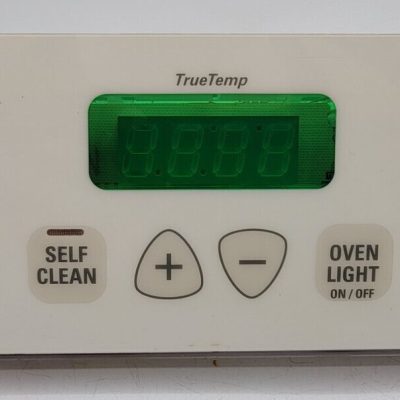 TrueTemp
SELF
CLEAN
+
−
OVEN
LIGHT
ON / OFF